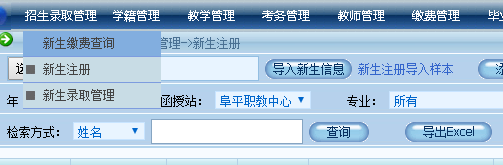 招生录取管理 学籍管理 教学管理 考务管理 教师管理 缴费管理 毕
新生缴费查询 管理->新生注册
新生注册 导入新生信息 新生注册导入样本
年 新生录取管理 函授站: 阜平职教中心 专业: 所有
检索方式: 姓名 查询 导出Excel